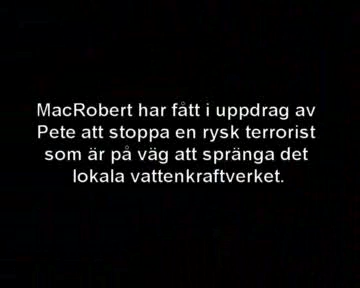 MacRobert har fått i uppdrag av
Pete att stoppa en rysk terrorist
som är på väg att spränga det
lokala vattenkraftverket.